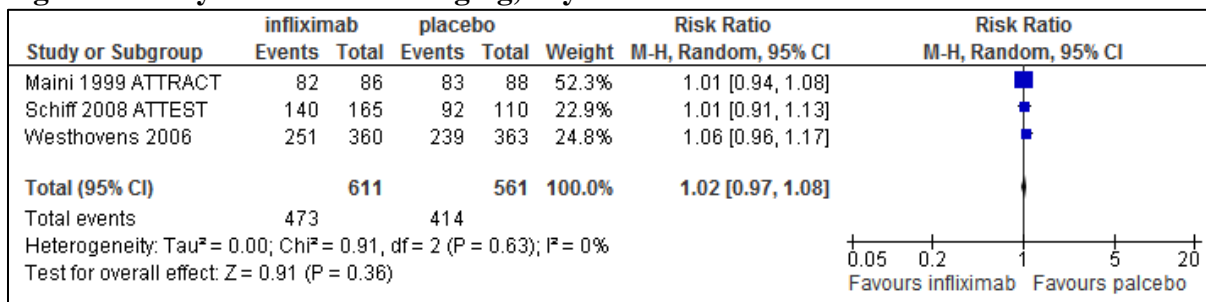 infliximab placebo Risk Ratio Risk Ratio
Study or Subgroup Events Total Events Total Weight M-H, Random, 95% CI M-H, Random, 95% CI
Maini 1999 ATTRACT 82 86 83 88 52.3% 1.01 [0.94, 1.08]
Schiff 2008 ATTEST 140 165 92 110 22.9% 1.01 [0.91, 1.13]
Westhovens 2006 251 360 239 363 24.8% 1.06 [0.96, 1.17]
Total (95% CI) 611 561 100.0% 1.02 [0.97, 1.08]
Total events 473 414
Heterogeneity: Tau² = 0.00; Chi² = 0.91, df = 2 (P = 0.63); I² = 0%
Test for overall effect: Z = 0.91 (P = 0.36)
0.05 0.2 1 5 20
Favours infliximab Favours palcebo